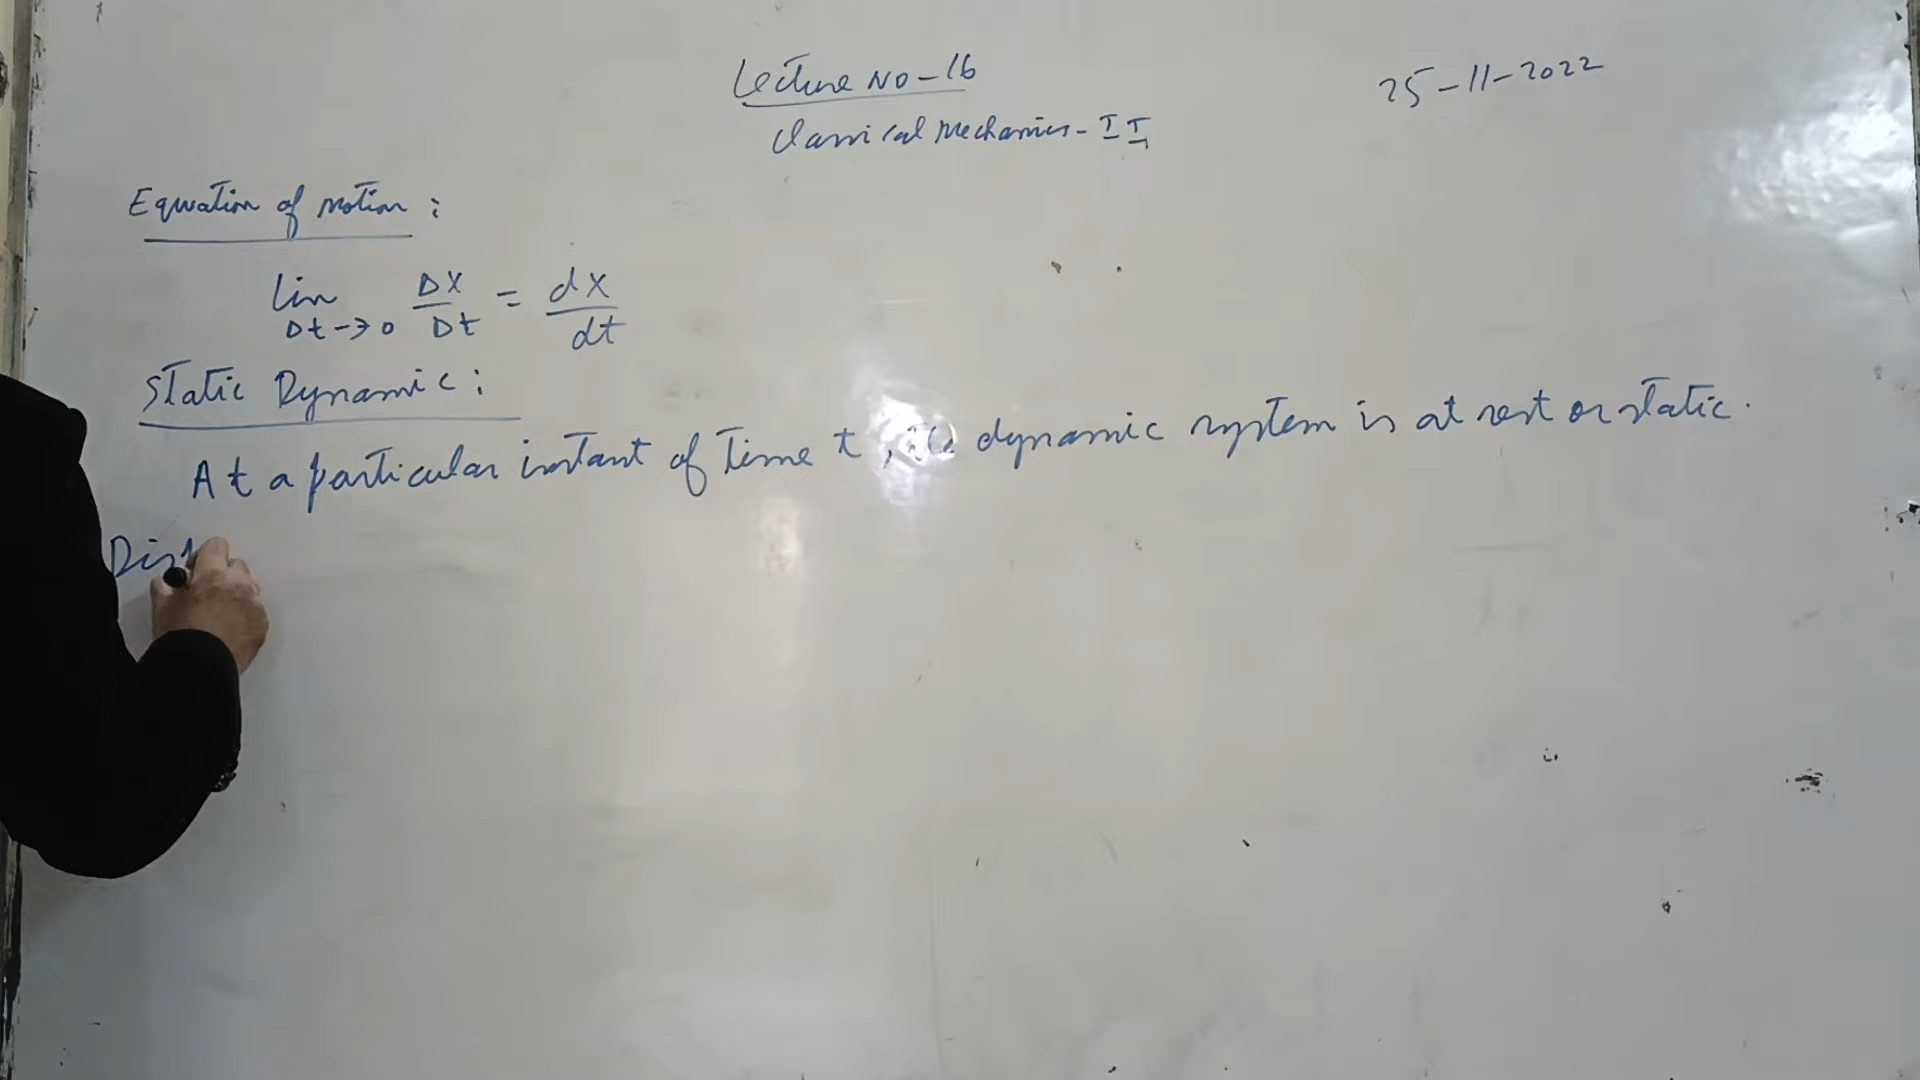 Lecture No-16
25-11-2022
Classical Mechanics-II
Equation of motion :
lim Δt→0 ΔX/Δt = dX/dt
Static Dynamic :
At a particular instant of Time t, dynamic system is at rest or static.